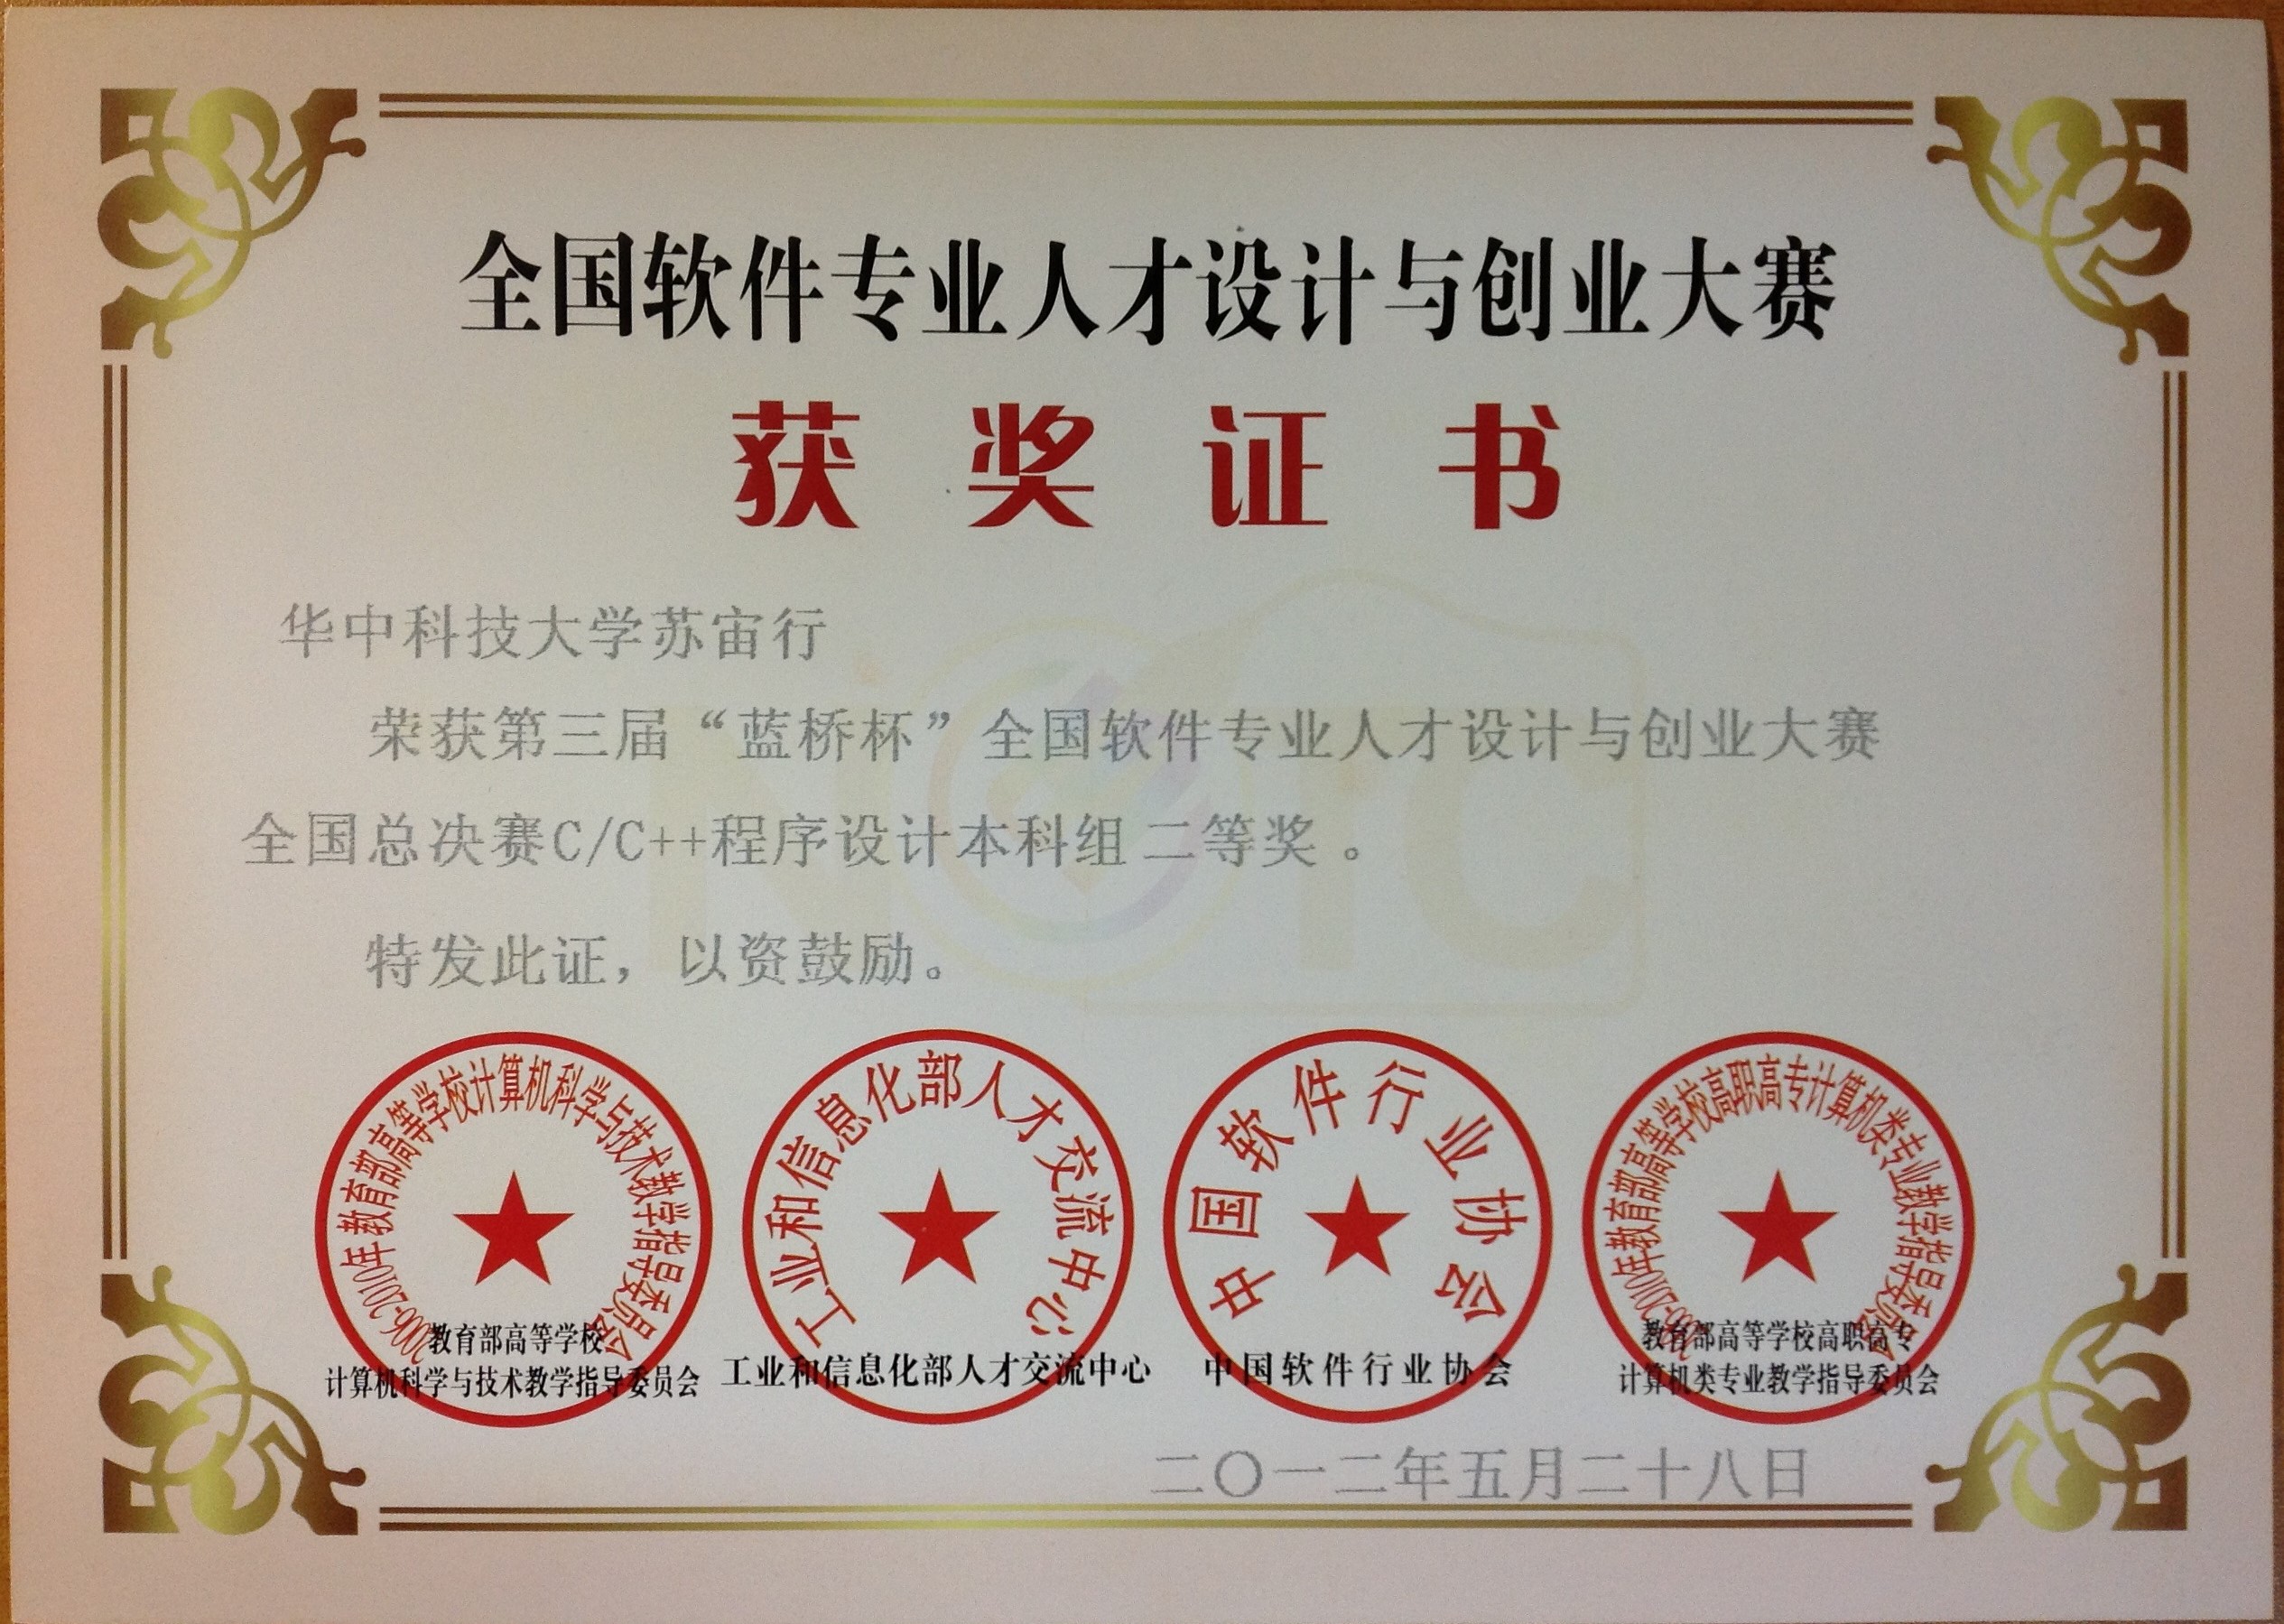 全国软件专业人才设计与创业大赛
获奖证书
华中科技大学苏宙行
荣获第三届“蓝桥杯”全国软件专业人才设计与创业大赛
全国总决赛C/C++程序设计本科组 二等奖 。
特发此证，以资鼓励。
2006-2010年教育部高等学校计算机科学与技术教学指导委员会
工业和信息化部人才交流中心
中国软件行业协会
2006-2010年教育部高等学校高职高专计算机类专业教学指导委员会
教育部高等学校
计算机科学与技术教学指导委员会
工业和信息化部人才交流中心
中国软件行业协会
教育部高等学校高职高专
计算机类专业教学指导委员会
二〇一二年五月二十八日